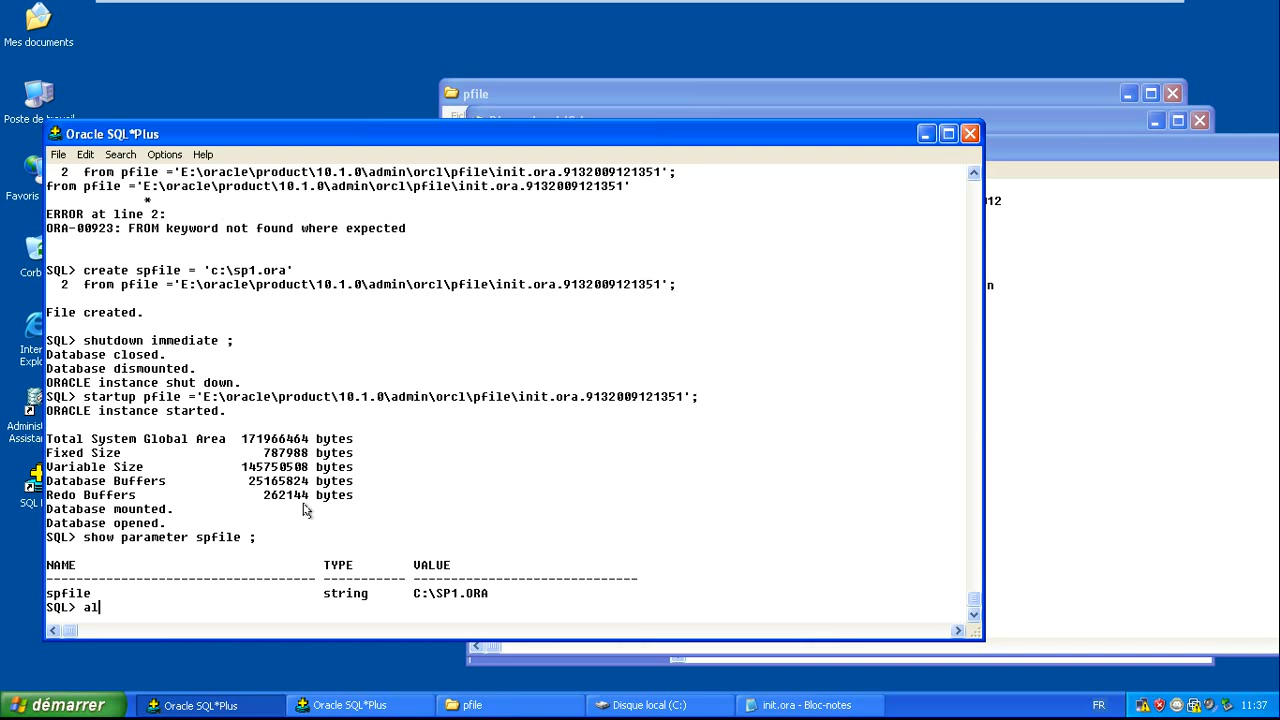 Mes documents
pfile
Poste de travail
Oracle SQL*Plus
File Edit Search Options Help
2 from pfile ='E:\oracle\product\10.1.0\admin\orcl\pfile\init.ora.9132009121351';
from pfile ='E:\oracle\product\10.1.0\admin\orcl\pfile\init.ora.9132009121351'
*
ERROR at line 2:
ORA-00923: FROM keyword not found where expected
SQL> create spfile = 'c:\sp1.ora'
2 from pfile ='E:\oracle\product\10.1.0\admin\orcl\pfile\init.ora.9132009121351';
File created.
SQL> shutdown immediate ;
Database closed.
Database dismounted.
ORACLE instance shut down.
SQL> startup pfile ='E:\oracle\product\10.1.0\admin\orcl\pfile\init.ora.9132009121351';
ORACLE instance started.
Total System Global Area 171966464 bytes
Fixed Size 787988 bytes
Variable Size 145750508 bytes
Database Buffers 25165824 bytes
Redo Buffers 262144 bytes
Database mounted.
Database opened.
SQL> show parameter spfile ;
NAME TYPE VALUE
------------------------------------ ----------- ------------------------------
spfile string C:\SP1.ORA
SQL> al
Favoris
Corb
Inter
Explo
Administ
Assistan
SQL
012
n
démarrer
Oracle SQL*Plus
Oracle SQL*Plus
pfile
Disque local (C:)
init.ora - Bloc-notes
FR
11:37